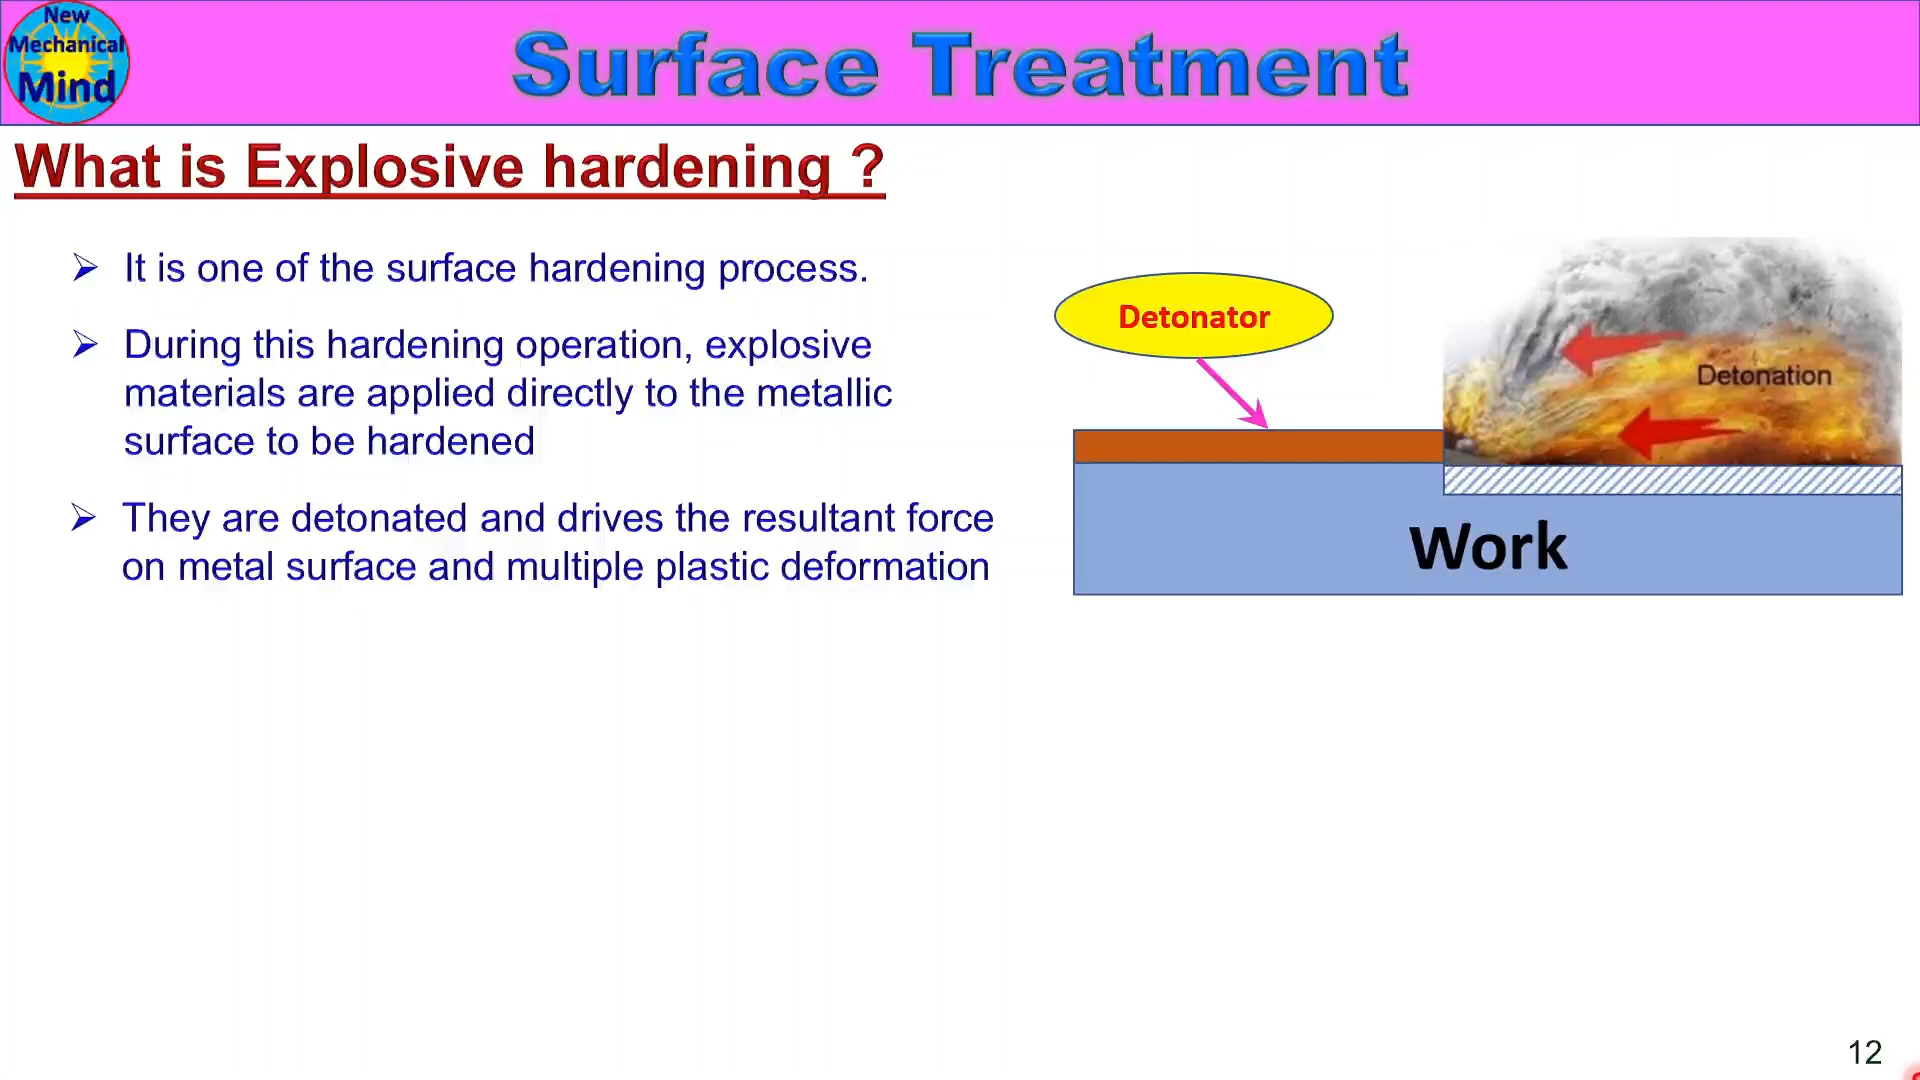 New
Mechanical
Mind
Surface Treatment
What is Explosive hardening ?
➢ It is one of the surface hardening process.
➢ During this hardening operation, explosive
materials are applied directly to the metallic
surface to be hardened
➢ They are detonated and drives the resultant force
on metal surface and multiple plastic deformation
Detonator
Detonation
Work
12